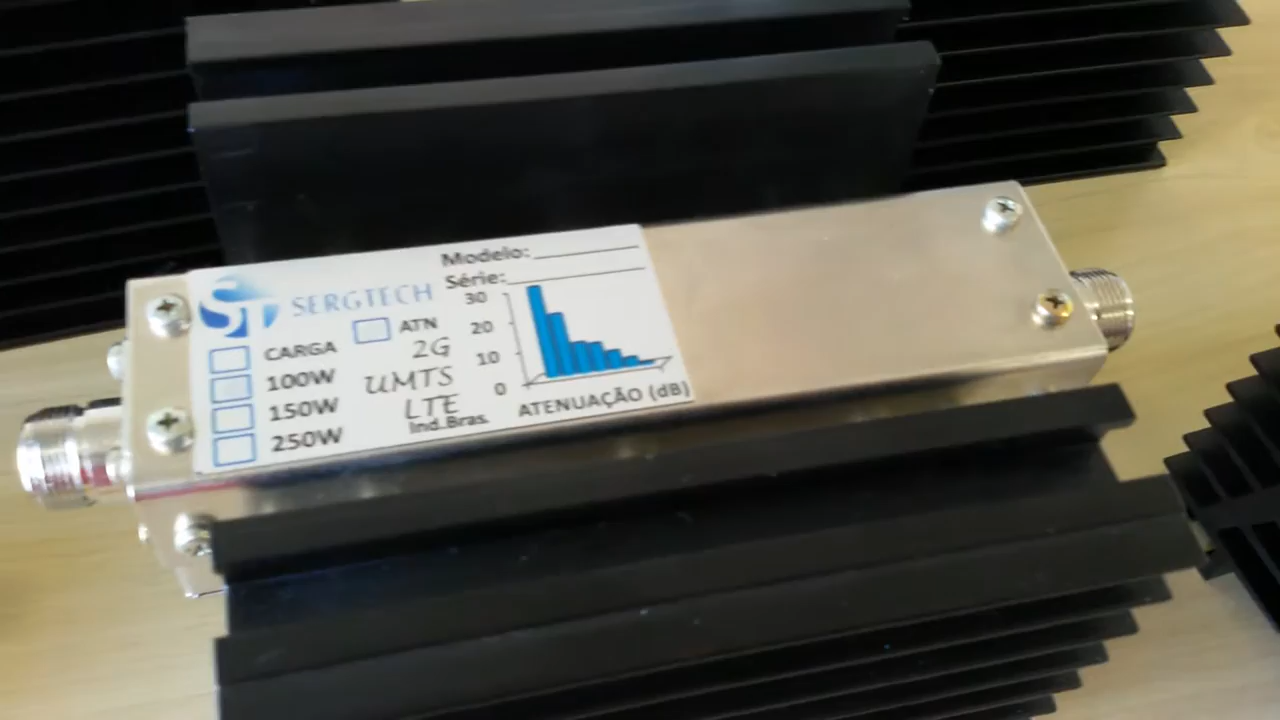 Modelo:
Série:
ST SERGTECH
ATN
CARGA
100W
150W
250W
2G
UMTS
LTE
Ind.Bras.
30
20
10
0
ATENUAÇÃO (dB)